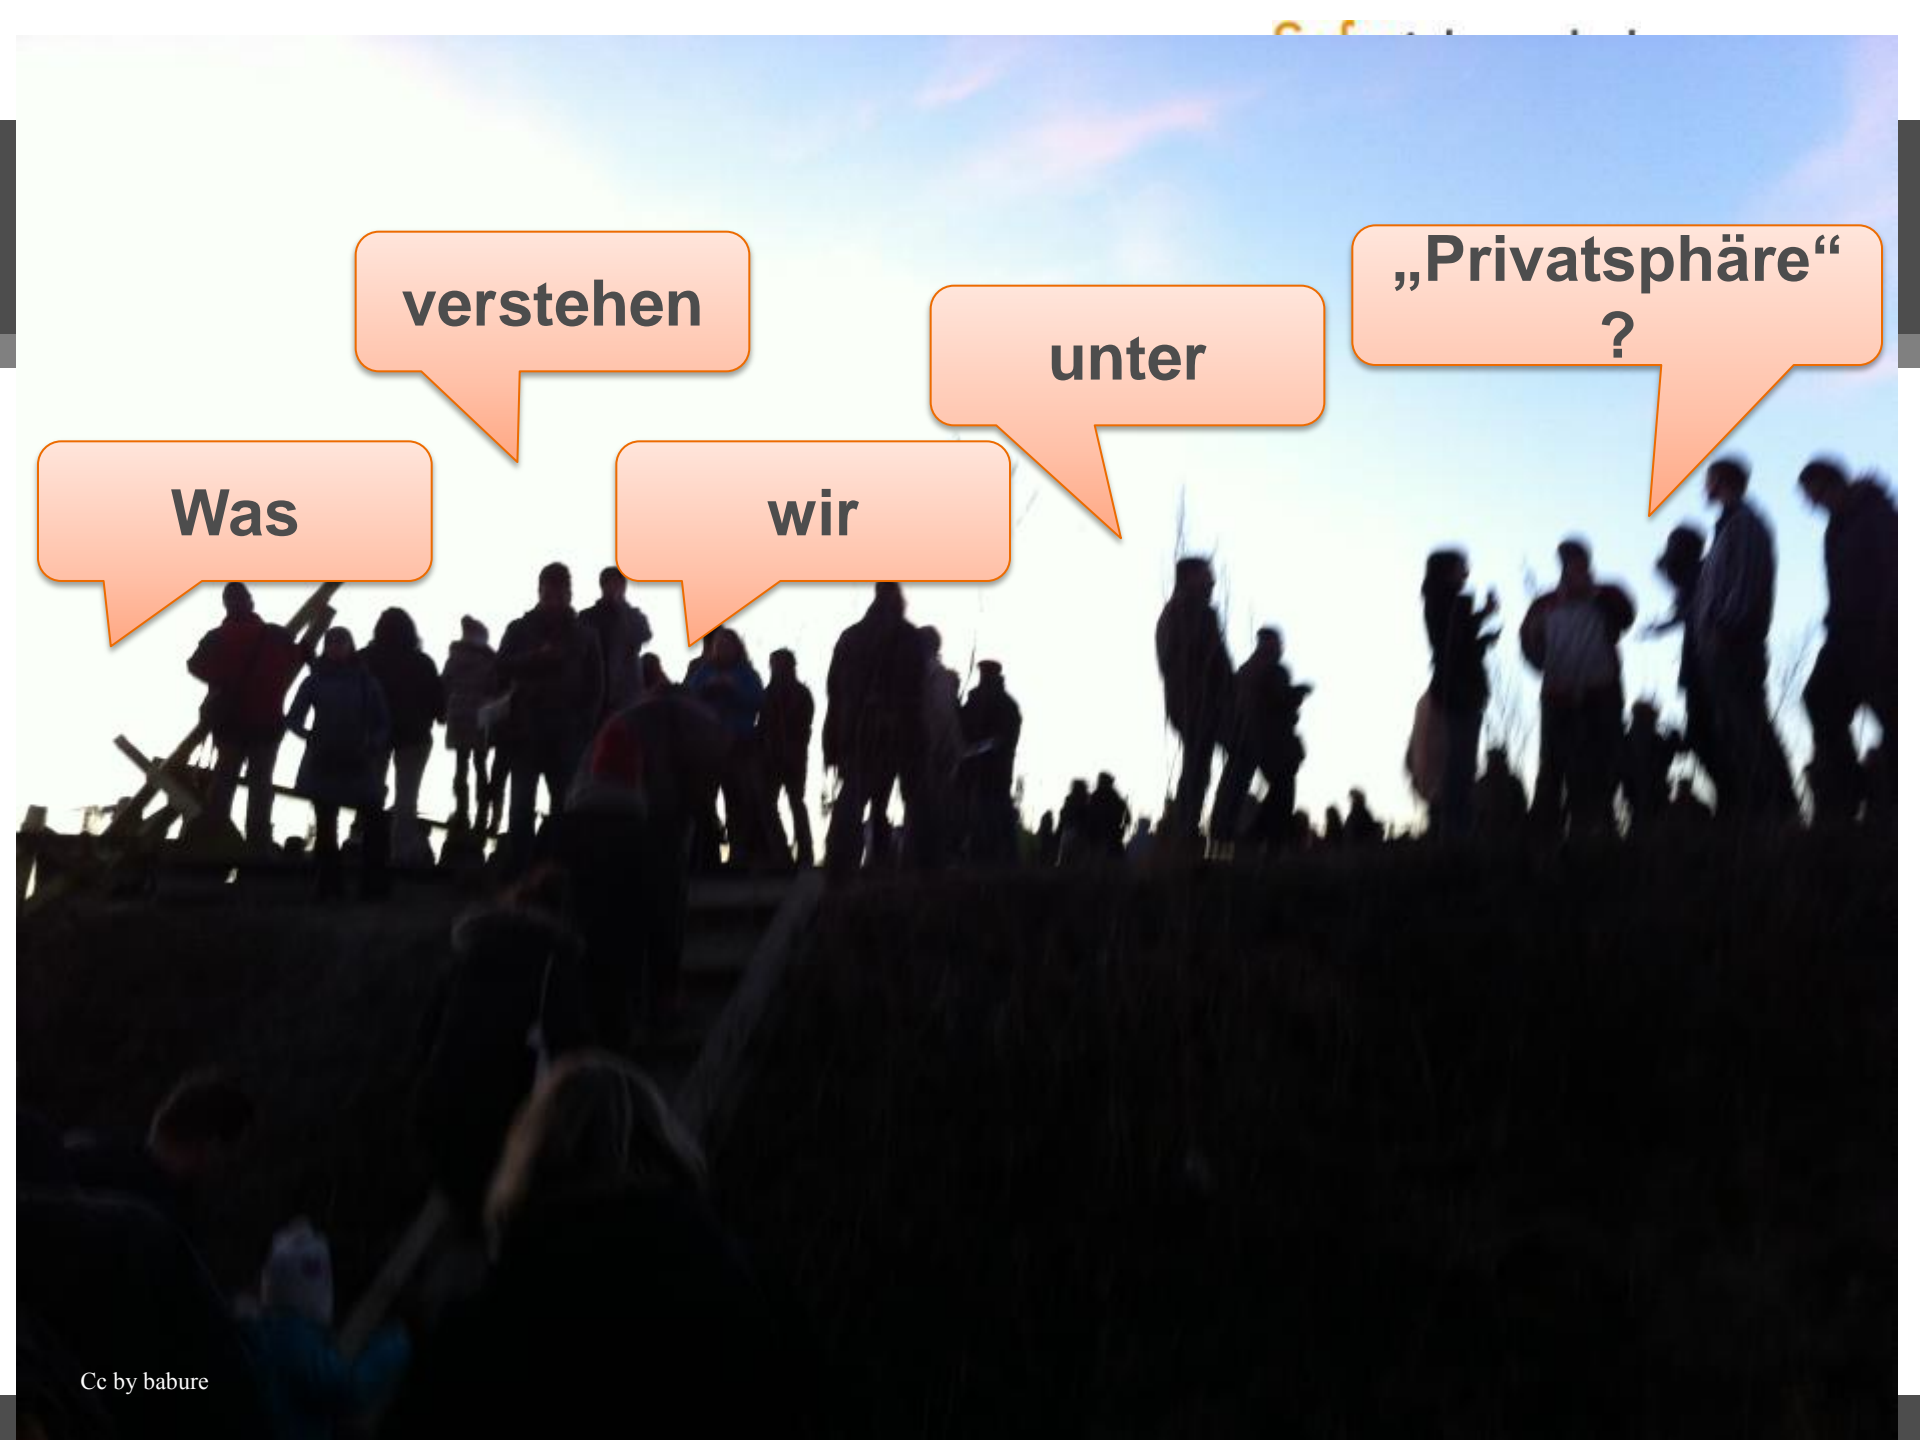 Was
verstehen
wir
unter
„Privatsphäre“
?
Cc by babure